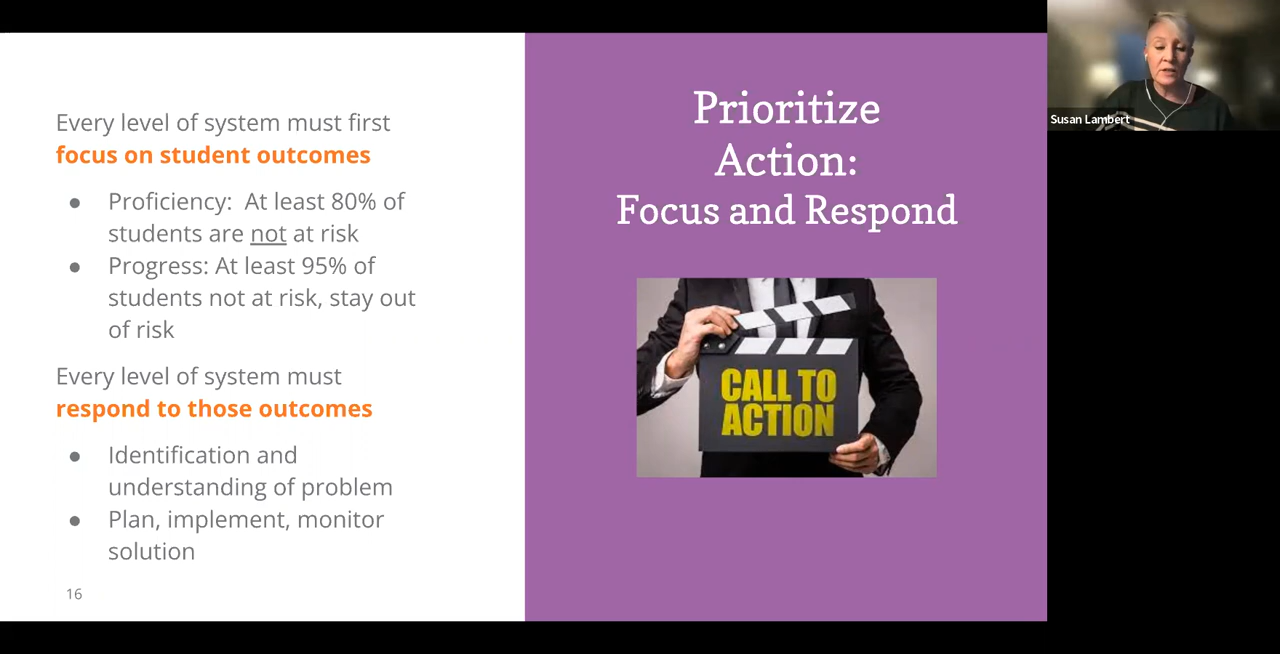 Every level of system must first
focus on student outcomes
● Proficiency:  At least 80% of
students are not at risk
● Progress: At least 95% of
students not at risk, stay out
of risk
Every level of system must
respond to those outcomes
● Identification and
understanding of problem
● Plan, implement, monitor
solution
16
Prioritize
Action:
Focus and Respond
CALL TO
ACTION
Susan Lambert